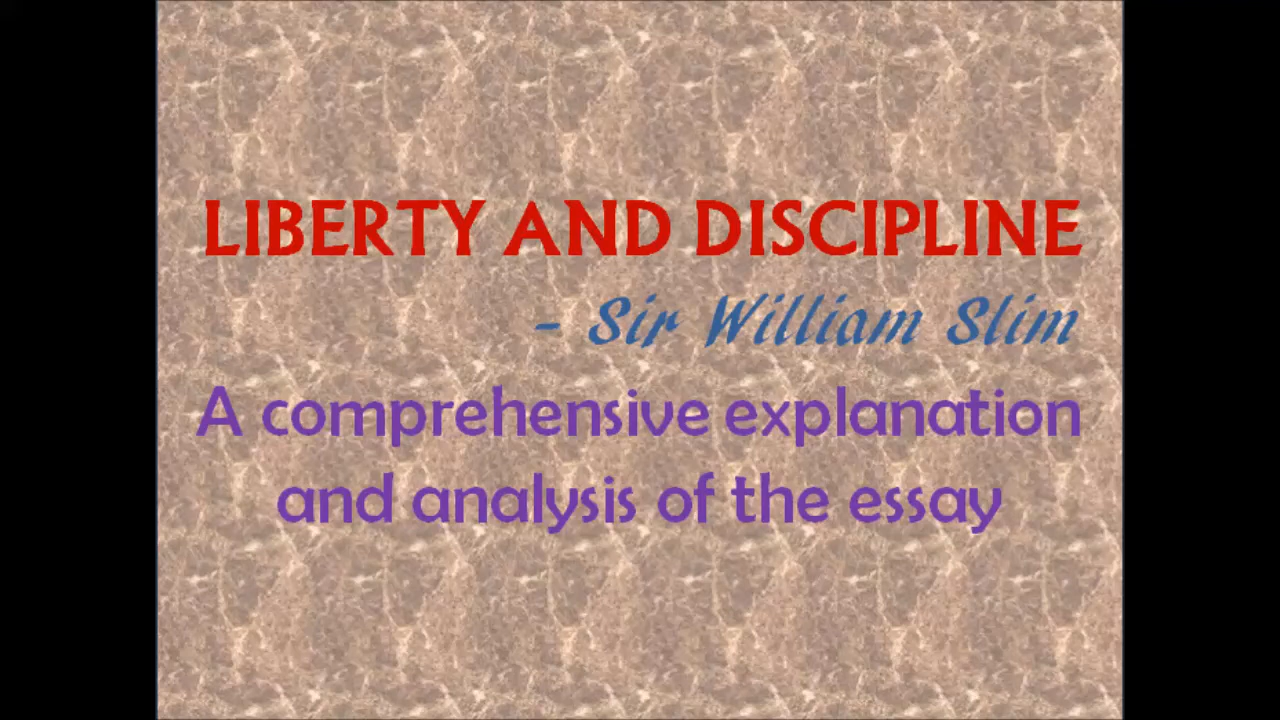 LIBERTY AND DISCIPLINE
- Sir William Slim
A comprehensive explanation
and analysis of the essay